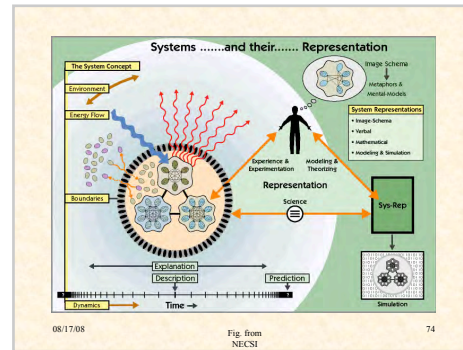 Systems .......and their....... Representation
The System Concept
Environment
Energy Flow
Boundaries
Image Schema
Metaphors &
Mental-Models
System Representations
• Image-Schema
• Verbal
• Mathematical
• Modeling & Simulation
Experience &
Experimentation
Modeling &
Theorizing
Representation
Science
Sys-Rep
Simulation
Explanation
Description
Prediction
Dynamics
Time
08/17/08
Fig. from
NECSI
74